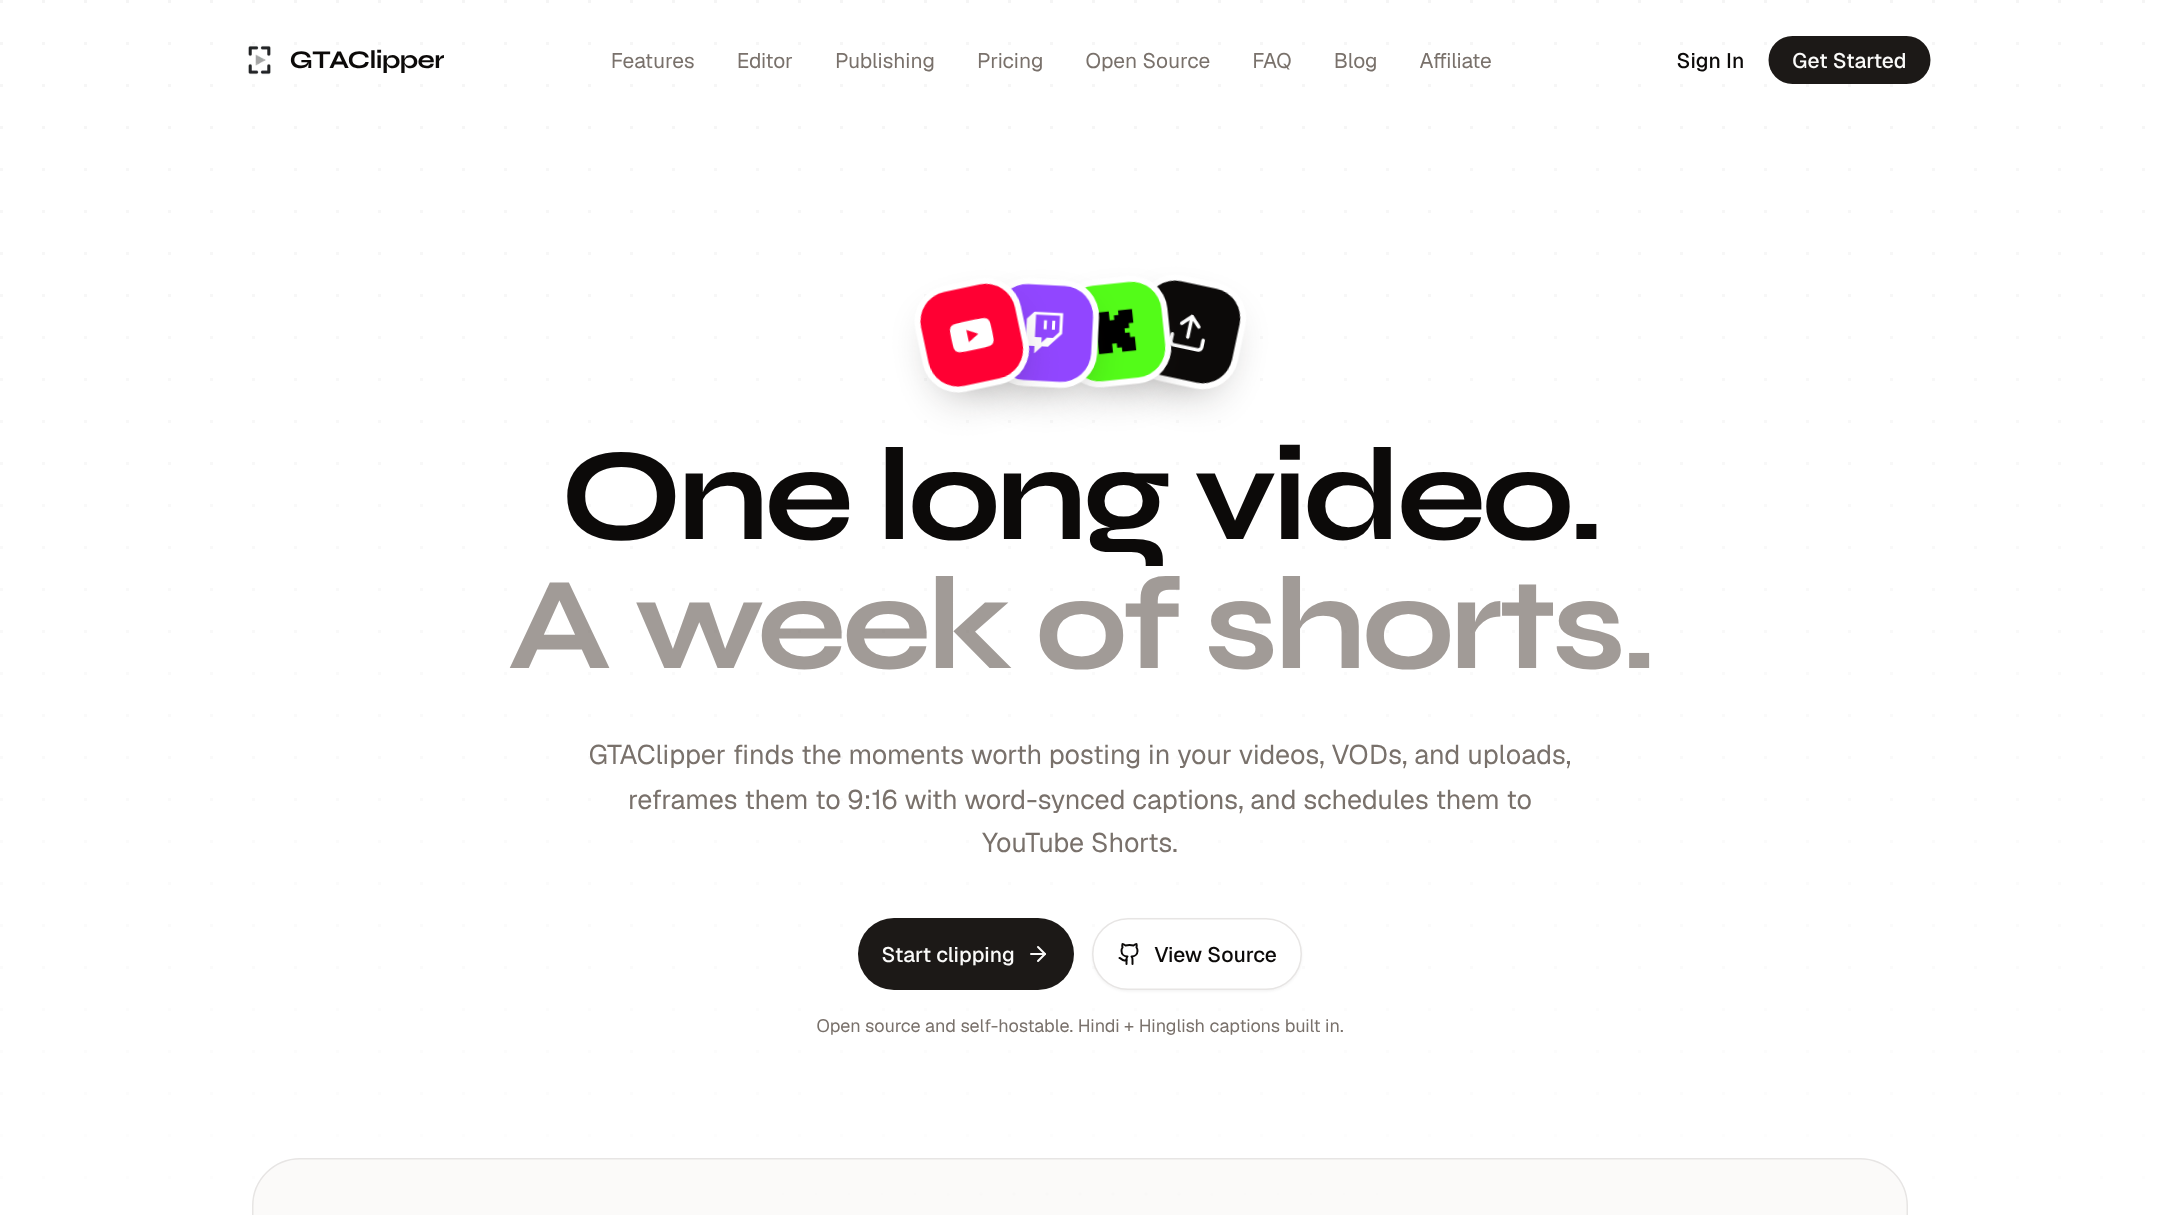 GTAClipper
Features
Editor
Publishing
Pricing
Open Source
FAQ
Blog
Affiliate
Sign In
Get Started
One long video.
A week of shorts.
GTAClipper finds the moments worth posting in your videos, VODs, and uploads,
reframes them to 9:16 with word-synced captions, and schedules them to
YouTube Shorts.
Start clipping
View Source
Open source and self-hostable. Hindi + Hinglish captions built in.